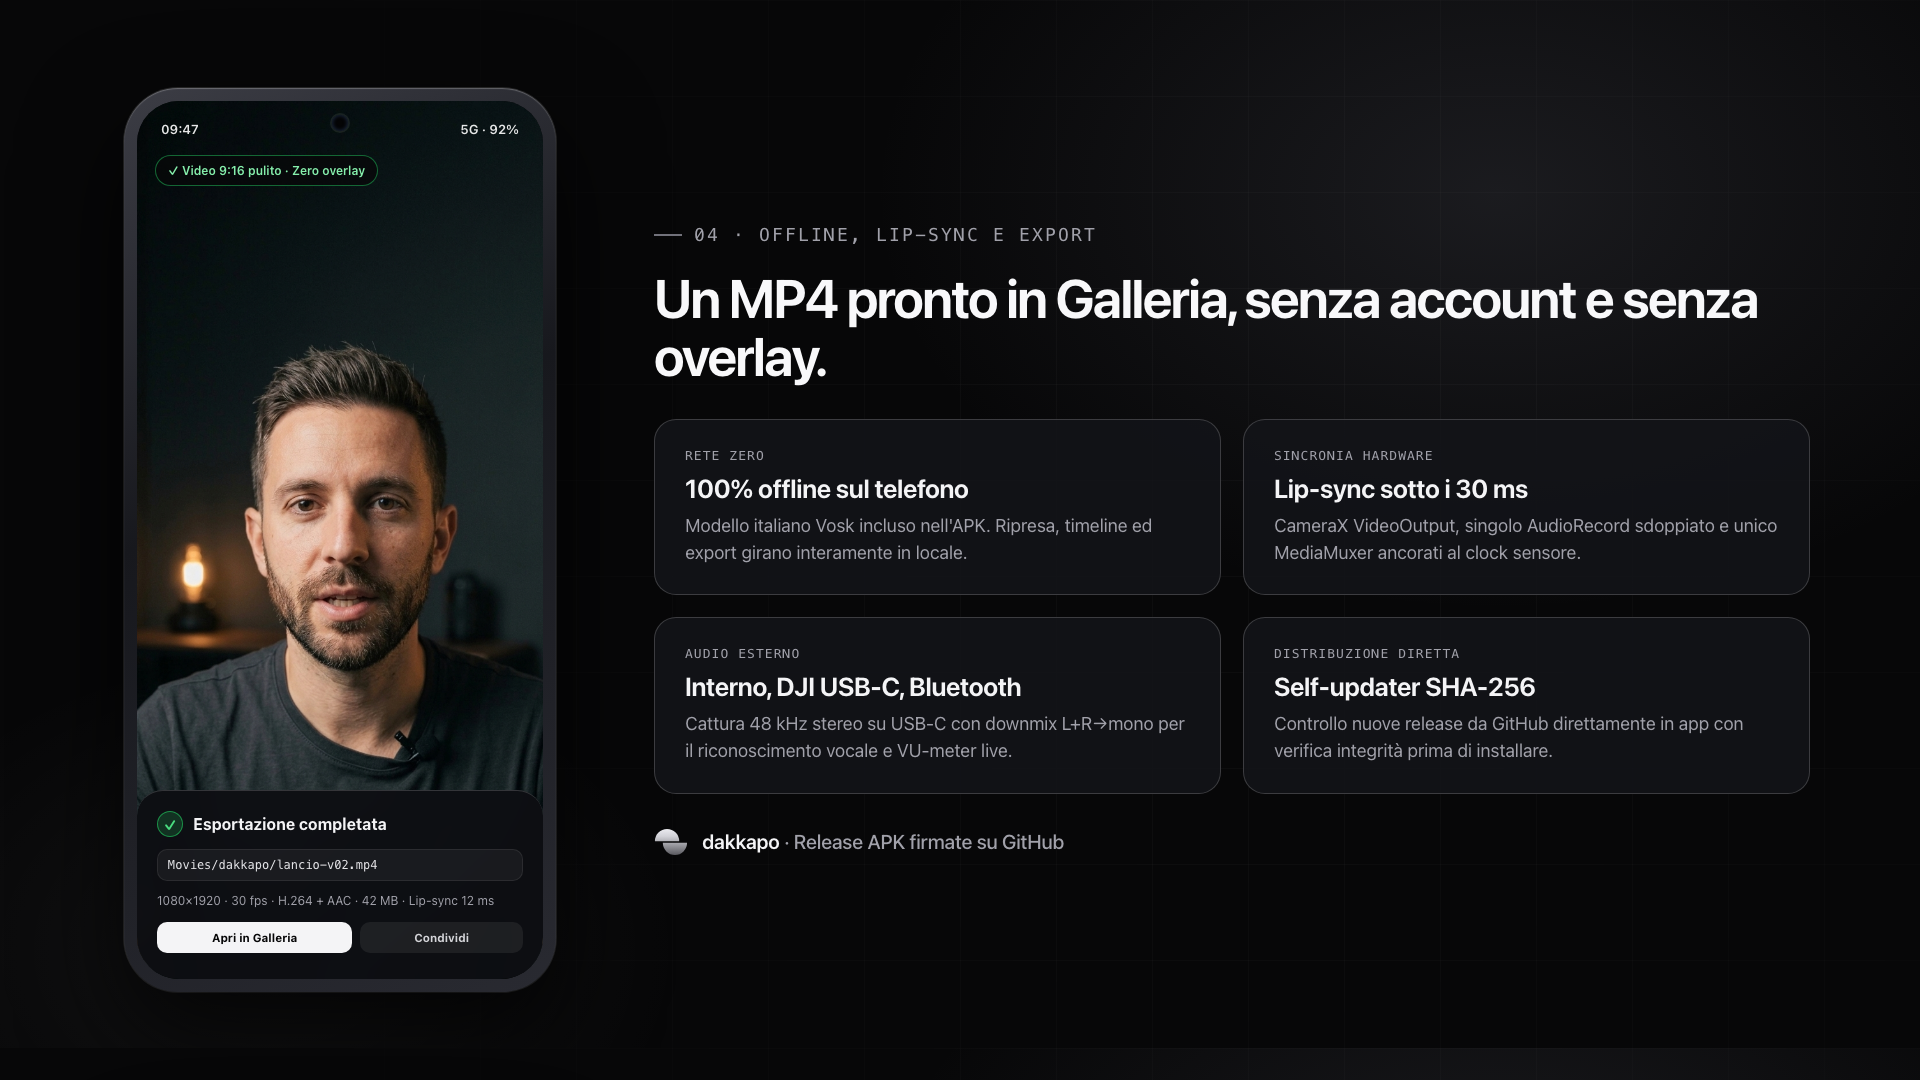 09:47
5G · 92%
✓ Video 9:16 pulito · Zero overlay
Esportazione completata
Movies/dakkapo/lancio-v02.mp4
1080×1920 · 30 fps · H.264 + AAC · 42 MB · Lip-sync 12 ms
Apri in Galleria
Condividi
04 · OFFLINE, LIP-SYNC E EXPORT
Un MP4 pronto in Galleria, senza account e senza
overlay.
RETE ZERO
100% offline sul telefono
Modello italiano Vosk incluso nell'APK. Ripresa, timeline ed
export girano interamente in locale.
SINCRONIA HARDWARE
Lip-sync sotto i 30 ms
CameraX VideoOutput, singolo AudioRecord sdoppiato e unico
MediaMuxer ancorati al clock sensore.
AUDIO ESTERNO
Interno, DJI USB-C, Bluetooth
Cattura 48 kHz stereo su USB-C con downmix L+R→mono per
il riconoscimento vocale e VU-meter live.
DISTRIBUZIONE DIRETTA
Self-updater SHA-256
Controllo nuove release da GitHub direttamente in app con
verifica integrità prima di installare.
dakkapo · Release APK firmate su GitHub